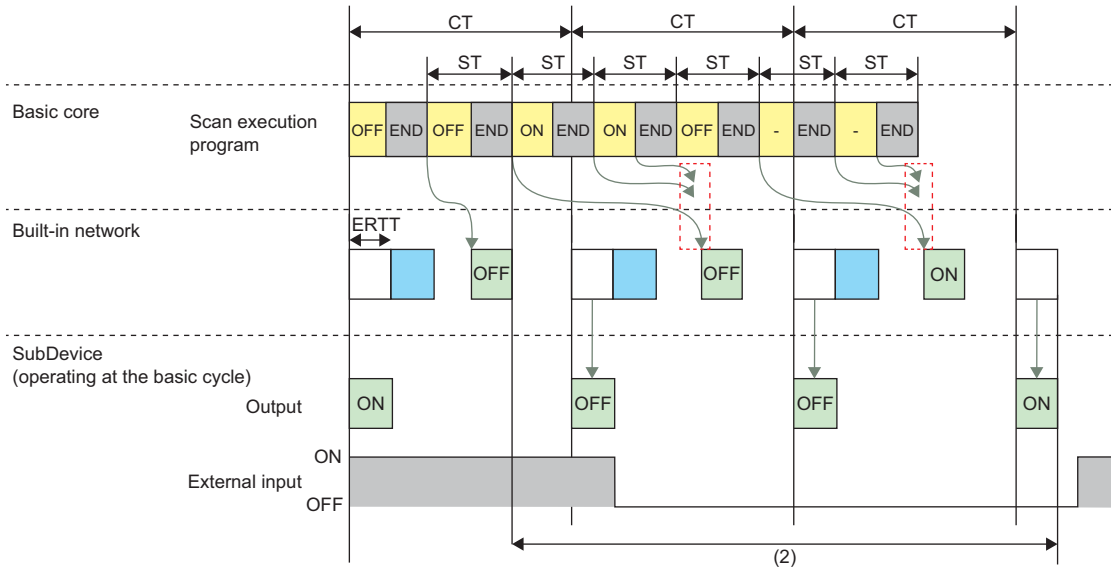 CT CT CT
ST ST ST ST ST ST
Basic core
Scan execution
program
OFF END OFF END ON END ON END OFF END - END - END
Built-in network
ERTT
OFF OFF ON
SubDevice
(operating at the basic cycle)
Output
ON OFF OFF ON
ON
External input
OFF
(2)